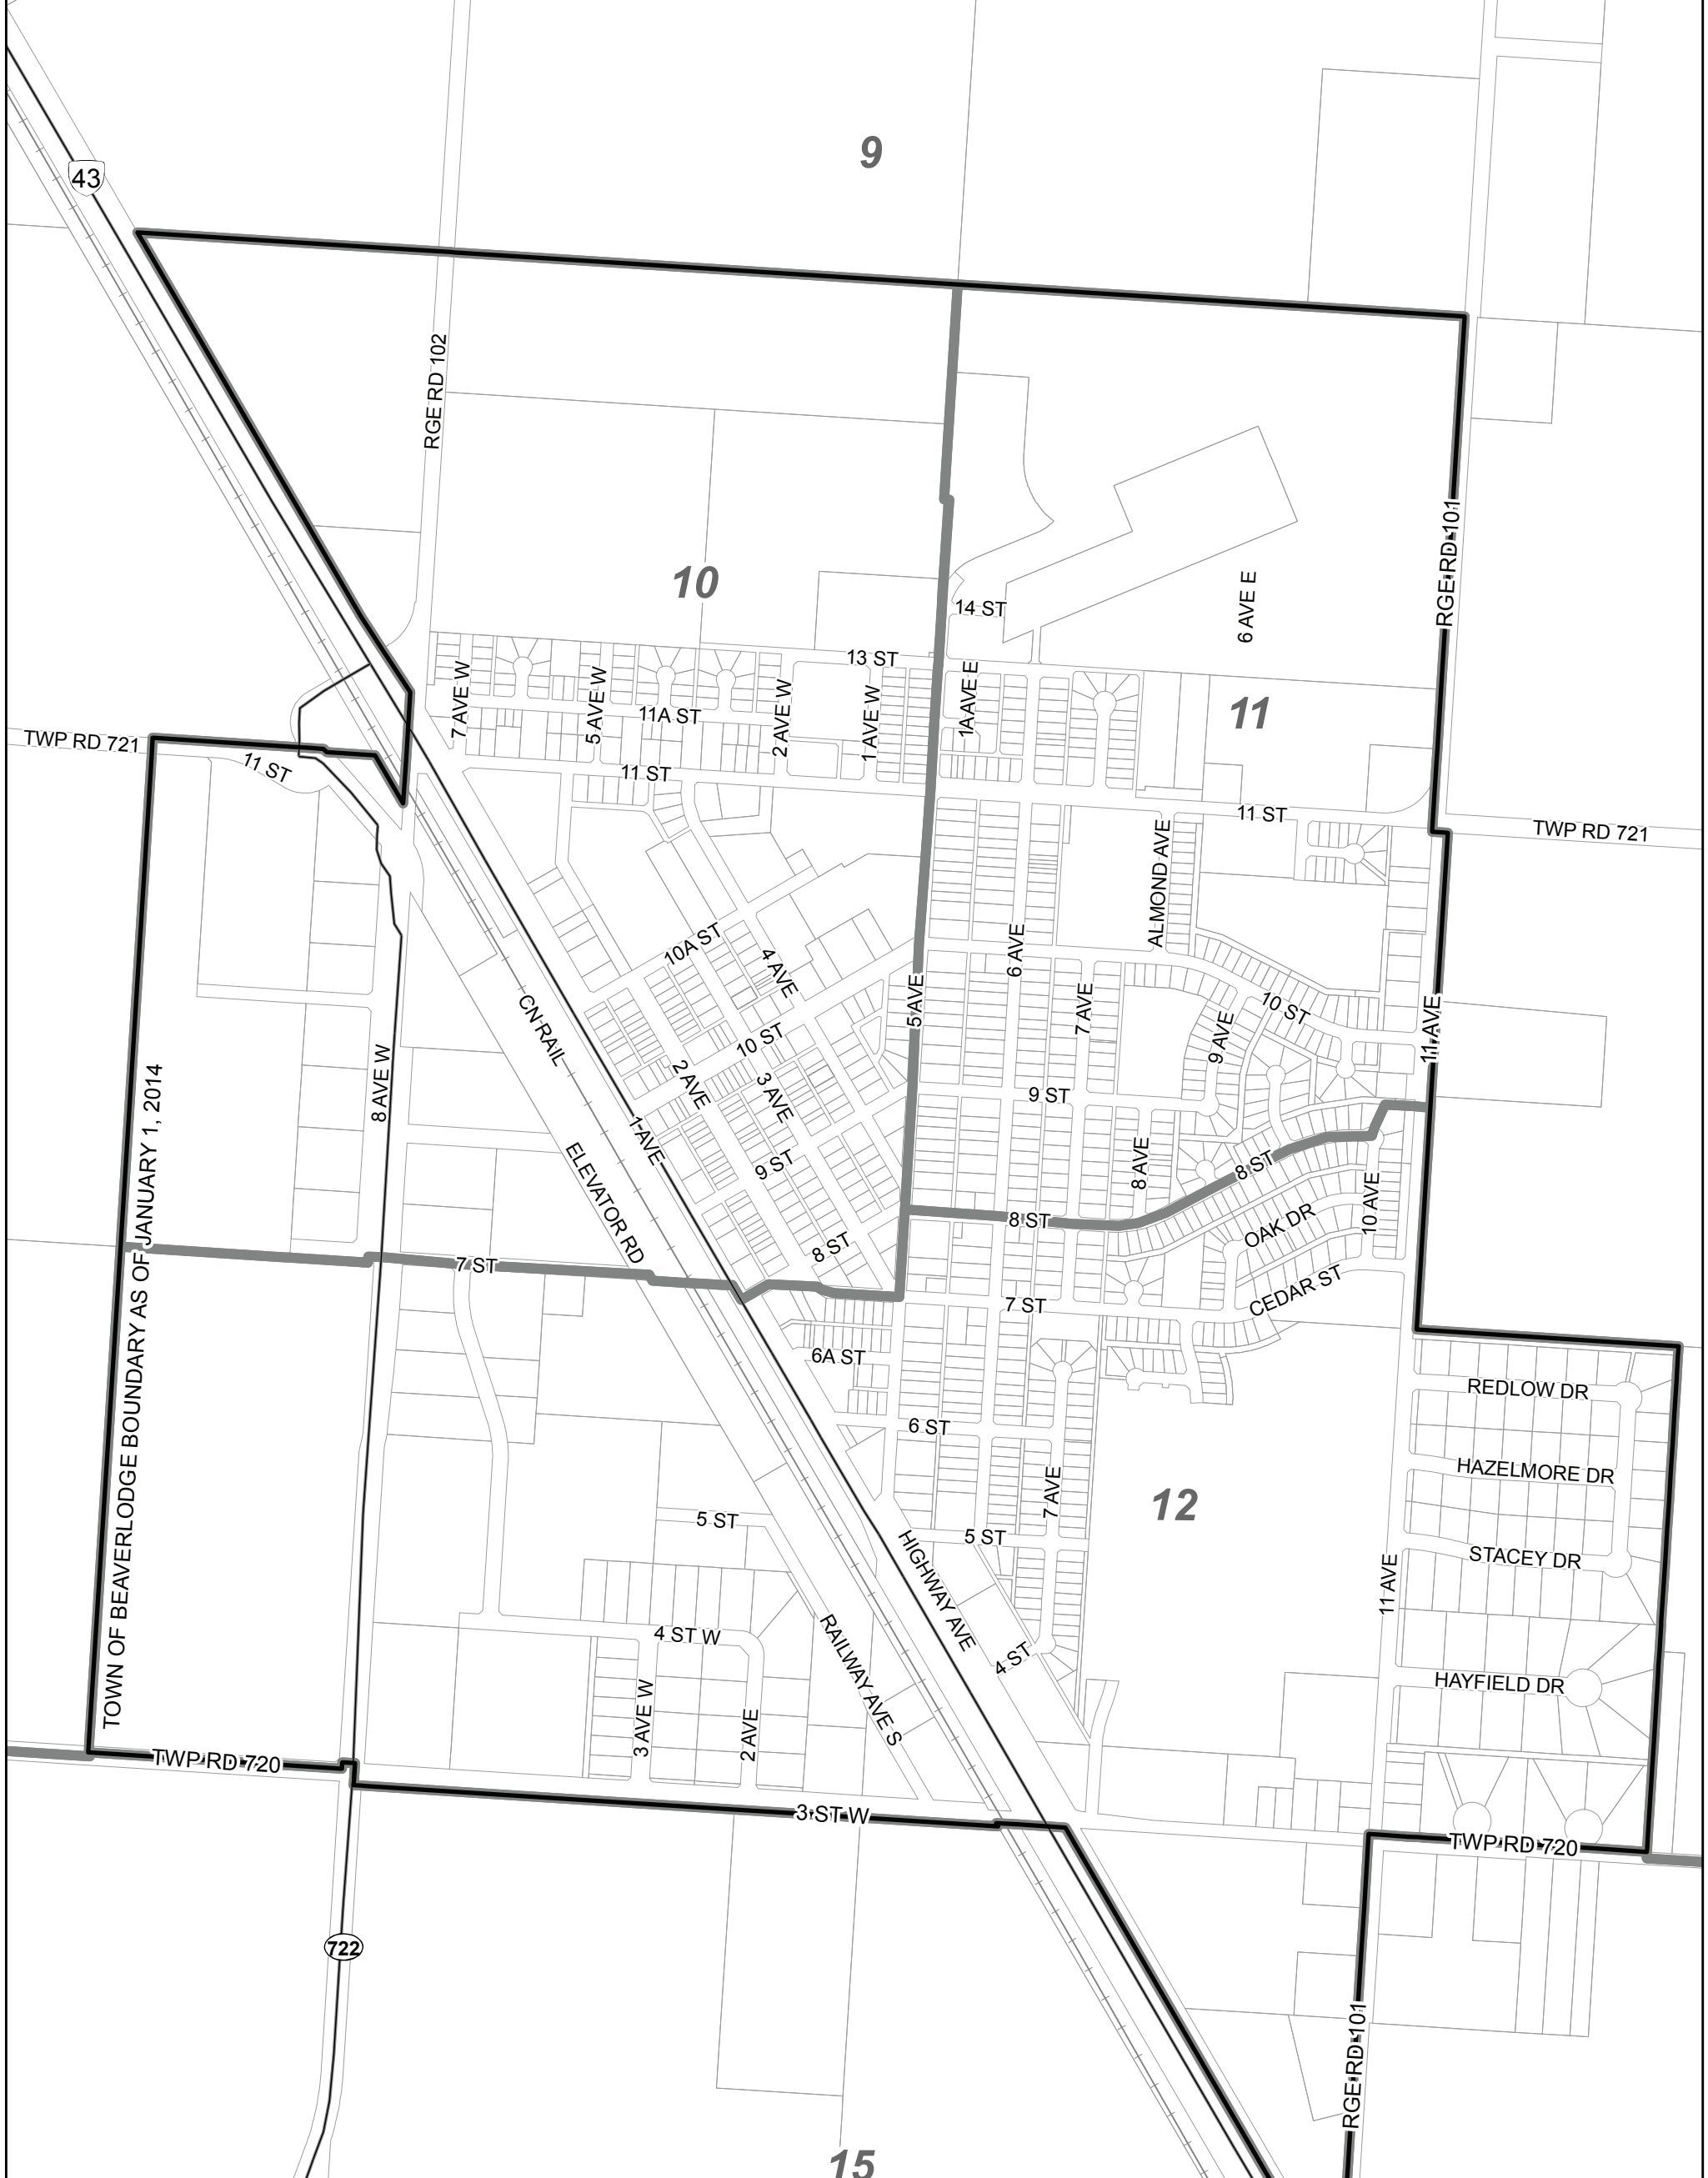 9
43
RGE RD 102
10
RGE RD 101
14 ST
6 AVE E
13 ST
7 AVE W
5 AVE W
2 AVE W
1 AVE W
1A AVE E
11A ST
11
TWP RD 721
11 ST
11 ST
11 ST
TWP RD 721
ALMOND AVE
10A ST
4 AVE
6 AVE
5 AVE
7 AVE
10 ST
9 AVE
11 AVE
CN RAIL
10 ST
8 AVE W
2 AVE
3 AVE
9 ST
1 AVE
ELEVATOR RD
9 ST
8 AVE
8 ST
10 AVE
8 ST
OAK DR
8 ST
7 ST
CEDAR ST
7 ST
TOWN OF BEAVERLODGE BOUNDARY AS OF JANUARY 1, 2014
6A ST
REDLOW DR
6 ST
HAZELMORE DR
7 AVE
12
5 ST
5 ST
STACEY DR
HIGHWAY AVE
11 AVE
4 ST W
RAILWAY AVE S
4 ST
HAYFIELD DR
3 AVE W
2 AVE
TWP RD 720
3 ST W
TWP RD 720
722
RGE RD 101
15